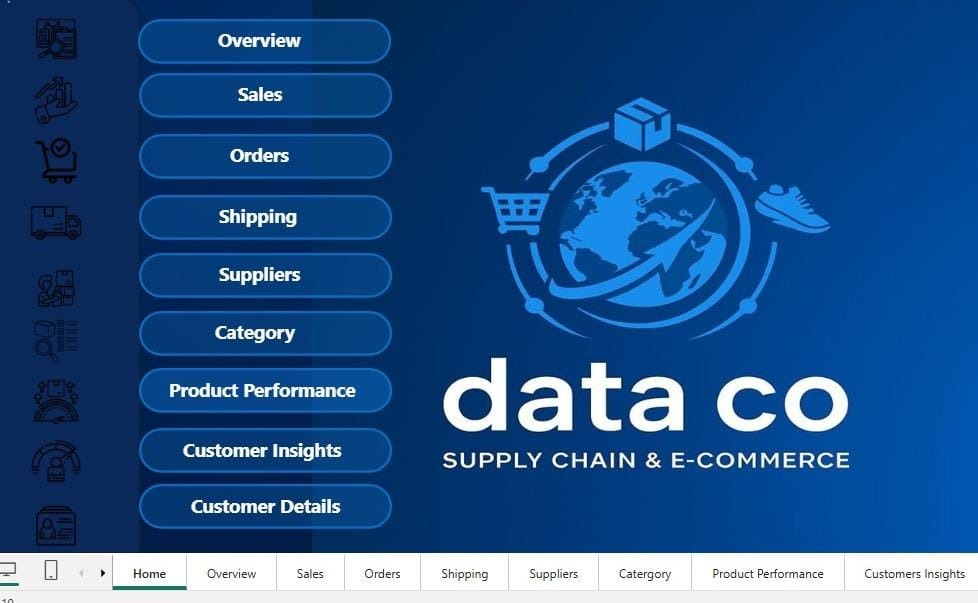 Overview
Sales
Orders
Shipping
Suppliers
Category
Product Performance
Customer Insights
Customer Details
data co
SUPPLY CHAIN & E-COMMERCE
Home
Overview
Sales
Orders
Shipping
Suppliers
Catergory
Product Performance
Customers Insights